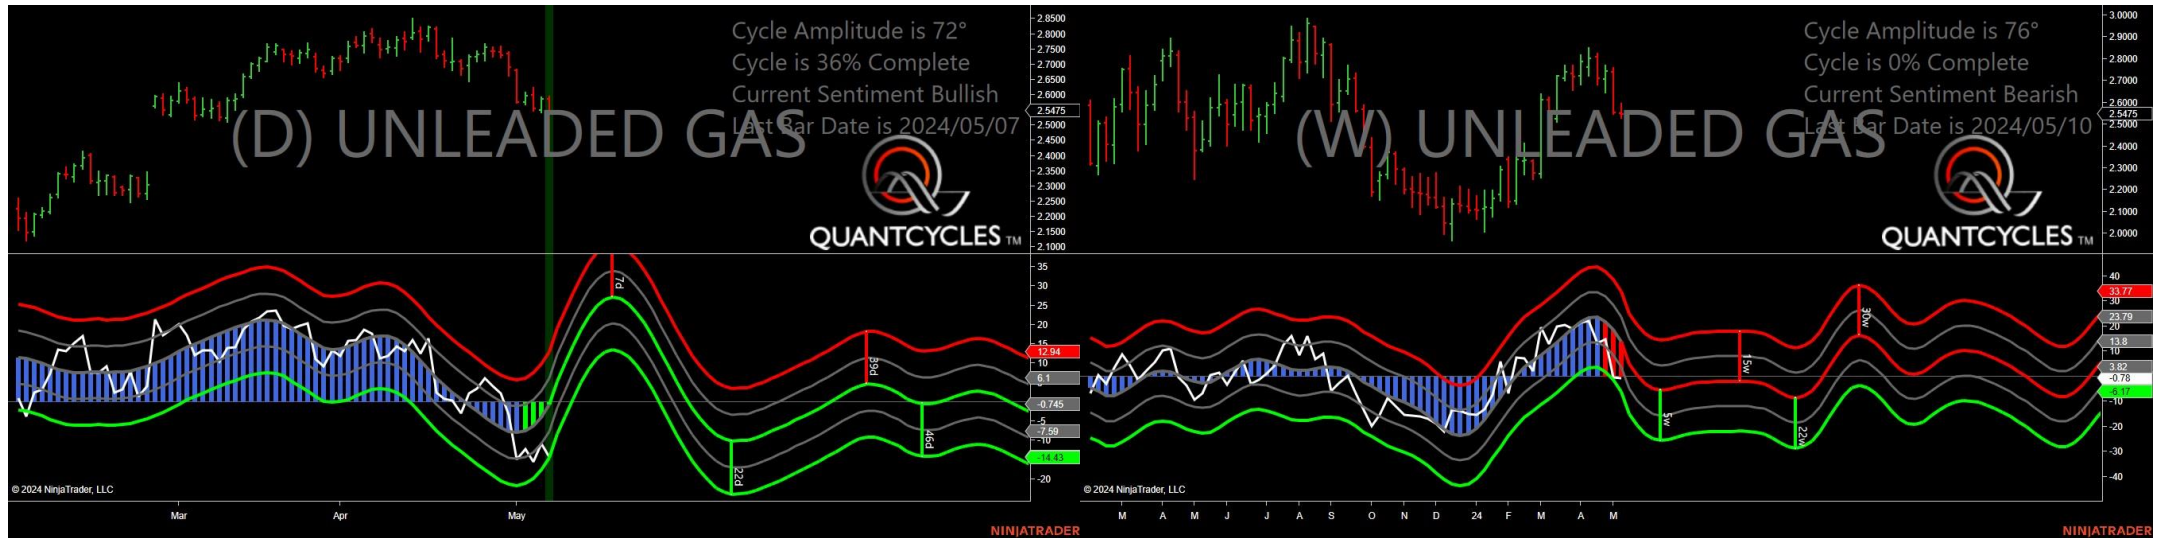 Cycle Amplitude is 72°
Cycle is 36% Complete
Current Sentiment Bullish
Last Bar Date is 2024/05/07
(D) UNLEADED GAS
QUANTCYCLES TM
2.8500
2.8000
2.7500
2.7000
2.6500
2.6000
2.5475
2.5000
2.4500
2.4000
2.3500
2.3000
2.2500
2.2000
2.1500
2.1000
7d
39d
22d
46d
35
30
25
20
15
12.94
10
6.1
-0.745
-5
-7.59
-10
-14.43
-20
© 2024 NinjaTrader, LLC
Mar
Apr
May
NINJATRADER
Cycle Amplitude is 76°
Cycle is 0% Complete
Current Sentiment Bearish
Last Bar Date is 2024/05/10
(W) UNLEADED GAS
QUANTCYCLES TM
3.0000
2.9000
2.8000
2.7000
2.6000
2.5475
2.5000
2.4000
2.3000
2.2000
2.1000
2.0000
30w
15w
5w
22w
40
33.77
30
23.79
20
13.8
10
3.82
-0.78
-6.17
-10
-20
-30
-40
© 2024 NinjaTrader, LLC
M A M J J A S O N D 24 F M A M
NINJATRADER